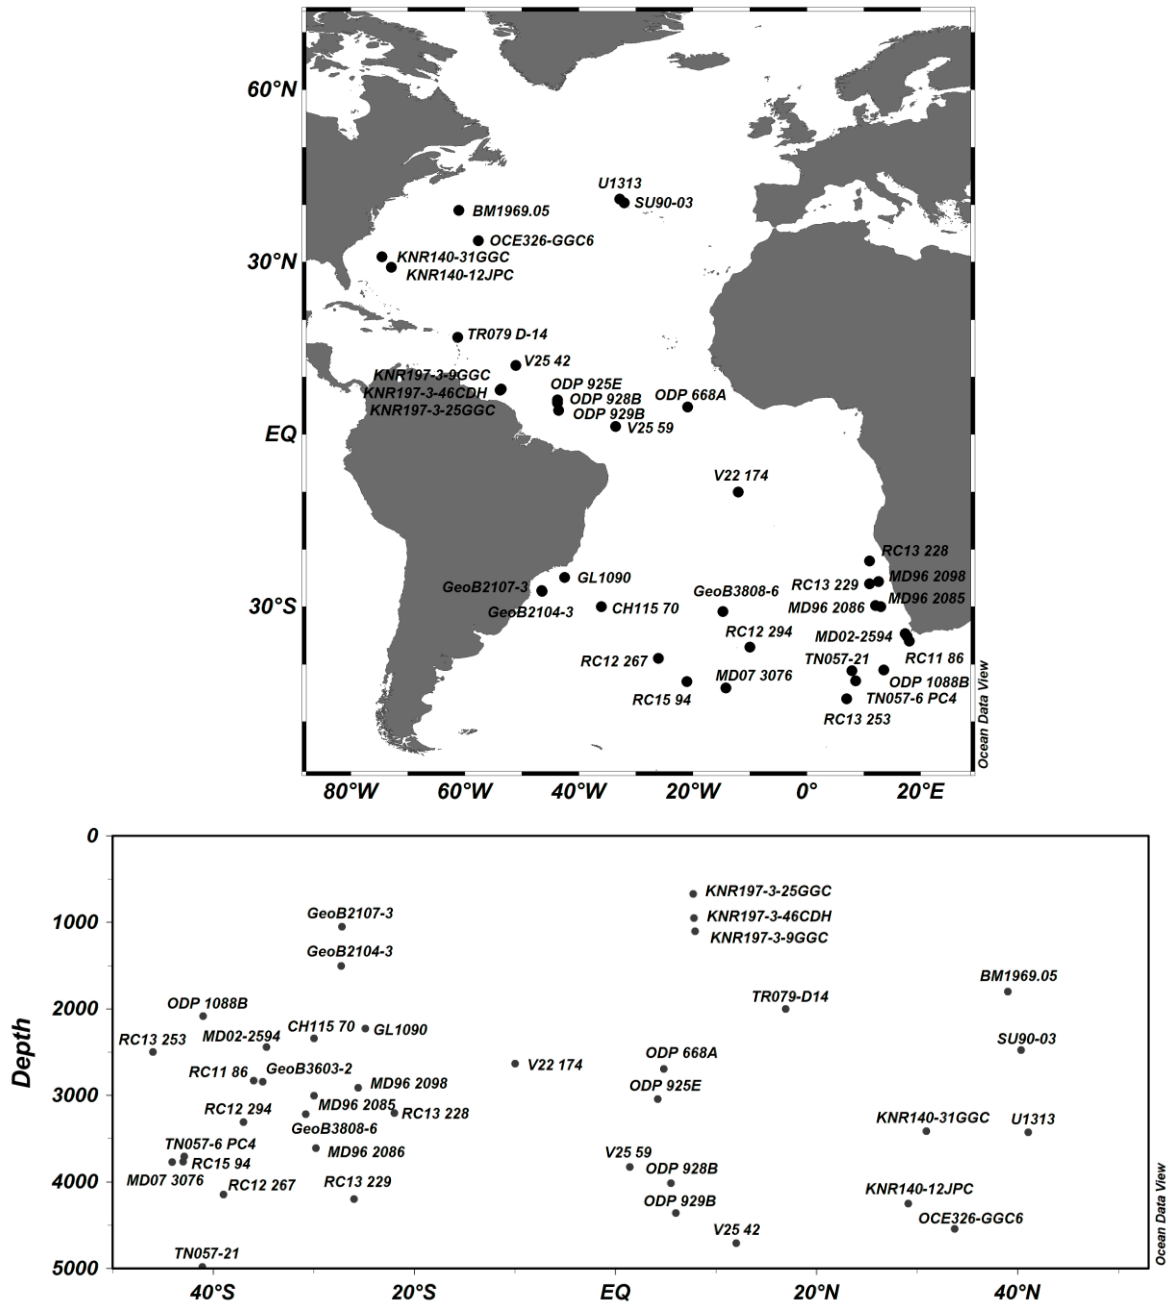 60°N
U1313
SU90-03
BM1969.05
OCE326-GGC6
30°N
KNR140-31GGC
KNR140-12JPC
TR079 D-14
V25 42
KNR197-3-9GGC
ODP 925E
KNR197-3-46CDH
ODP 928B
ODP 668A
KNR197-3-25GGC
ODP 929B
EQ
V25 59
V22 174
RC13 228
GL1090
MD96 2098
GeoB2107-3
RC13 229
GeoB3808-6
MD96 2085
30°S
GeoB2104-3
CH115 70
MD96 2086
RC12 294
MD02-2594
RC12 267
TN057-21
RC11 86
MD07 3076
ODP 1088B
RC15 94
TN057-6 PC4
RC13 253
Ocean Data View
80°W 60°W 40°W 20°W 0° 20°E
0
KNR197-3-25GGC
GeoB2107-3
KNR197-3-46CDH
1000
KNR197-3-9GGC
GeoB2104-3
BM1969.05
TR079-D14
ODP 1088B
2000
CH115 70
GL1090
MD02-2594
RC13 253
SU90-03
ODP 668A
V22 174
RC11 86
GeoB3603-2
MD96 2098
ODP 925E
3000
MD96 2085
RC12 294
RC13 228
KNR140-31GGC
U1313
GeoB3808-6
TN057-6 PC4
MD96 2086
V25 59
RC15 94
ODP 928B
MD07 3076
RC12 267
RC13 229
4000
KNR140-12JPC
ODP 929B
OCE326-GGC6
V25 42
TN057-21
5000
Depth
Ocean Data View
40°S 20°S EQ 20°N 40°N